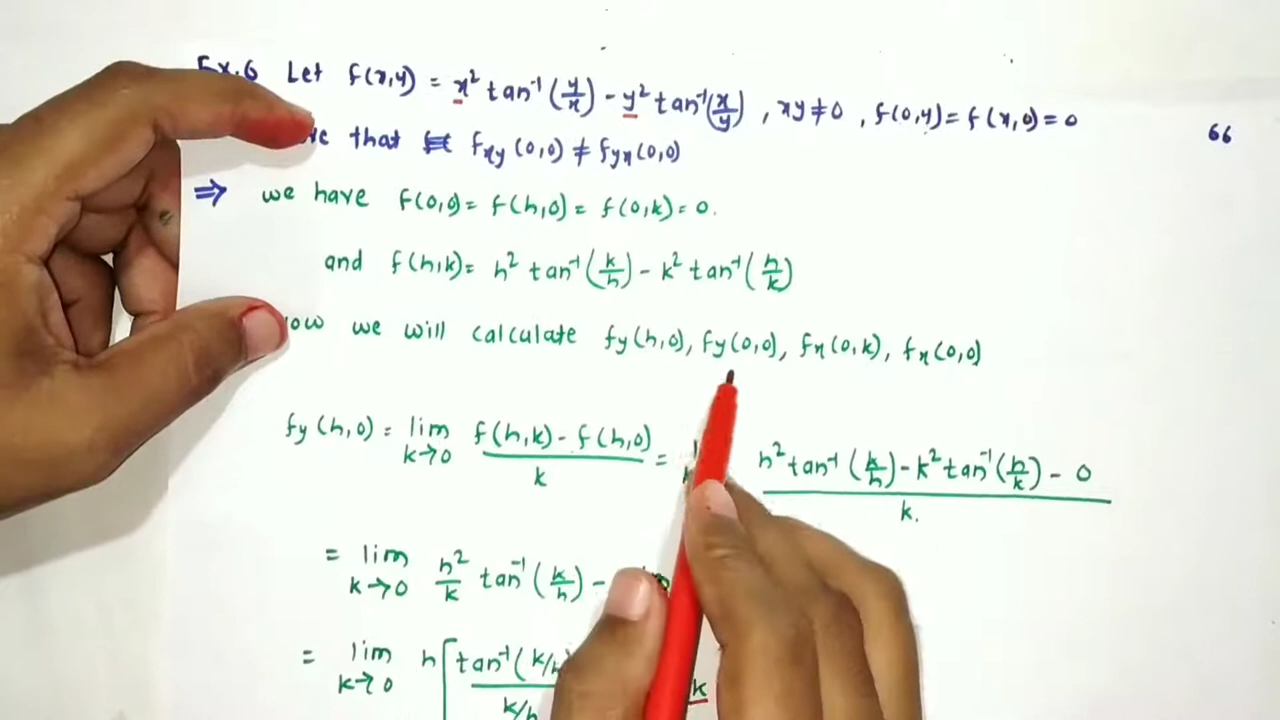 Ex.6 Let f(x,y) = x² tan⁻¹(y/x) - y² tan⁻¹(x/y), xy≠0, f(0,y) = f(x,0) = 0
66
that fxy(0,0) ≠ fyx(0,0)
⇒ we have f(0,0) = f(h,0) = f(0,k) = 0.
and f(h,k) = h² tan⁻¹(k/h) - k² tan⁻¹(h/k)
we will calculate fy(h,0), fy(0,0), fx(0,k), fx(0,0)
fy(h,0) = lim k→0 f(h,k) - f(h,0) / k = h² tan⁻¹(k/h) - k² tan⁻¹(h/k) - 0 / k.
= lim k→0 h²/k tan⁻¹(k/h) -
= lim k→0 h[tan⁻¹(k/h / k/h k